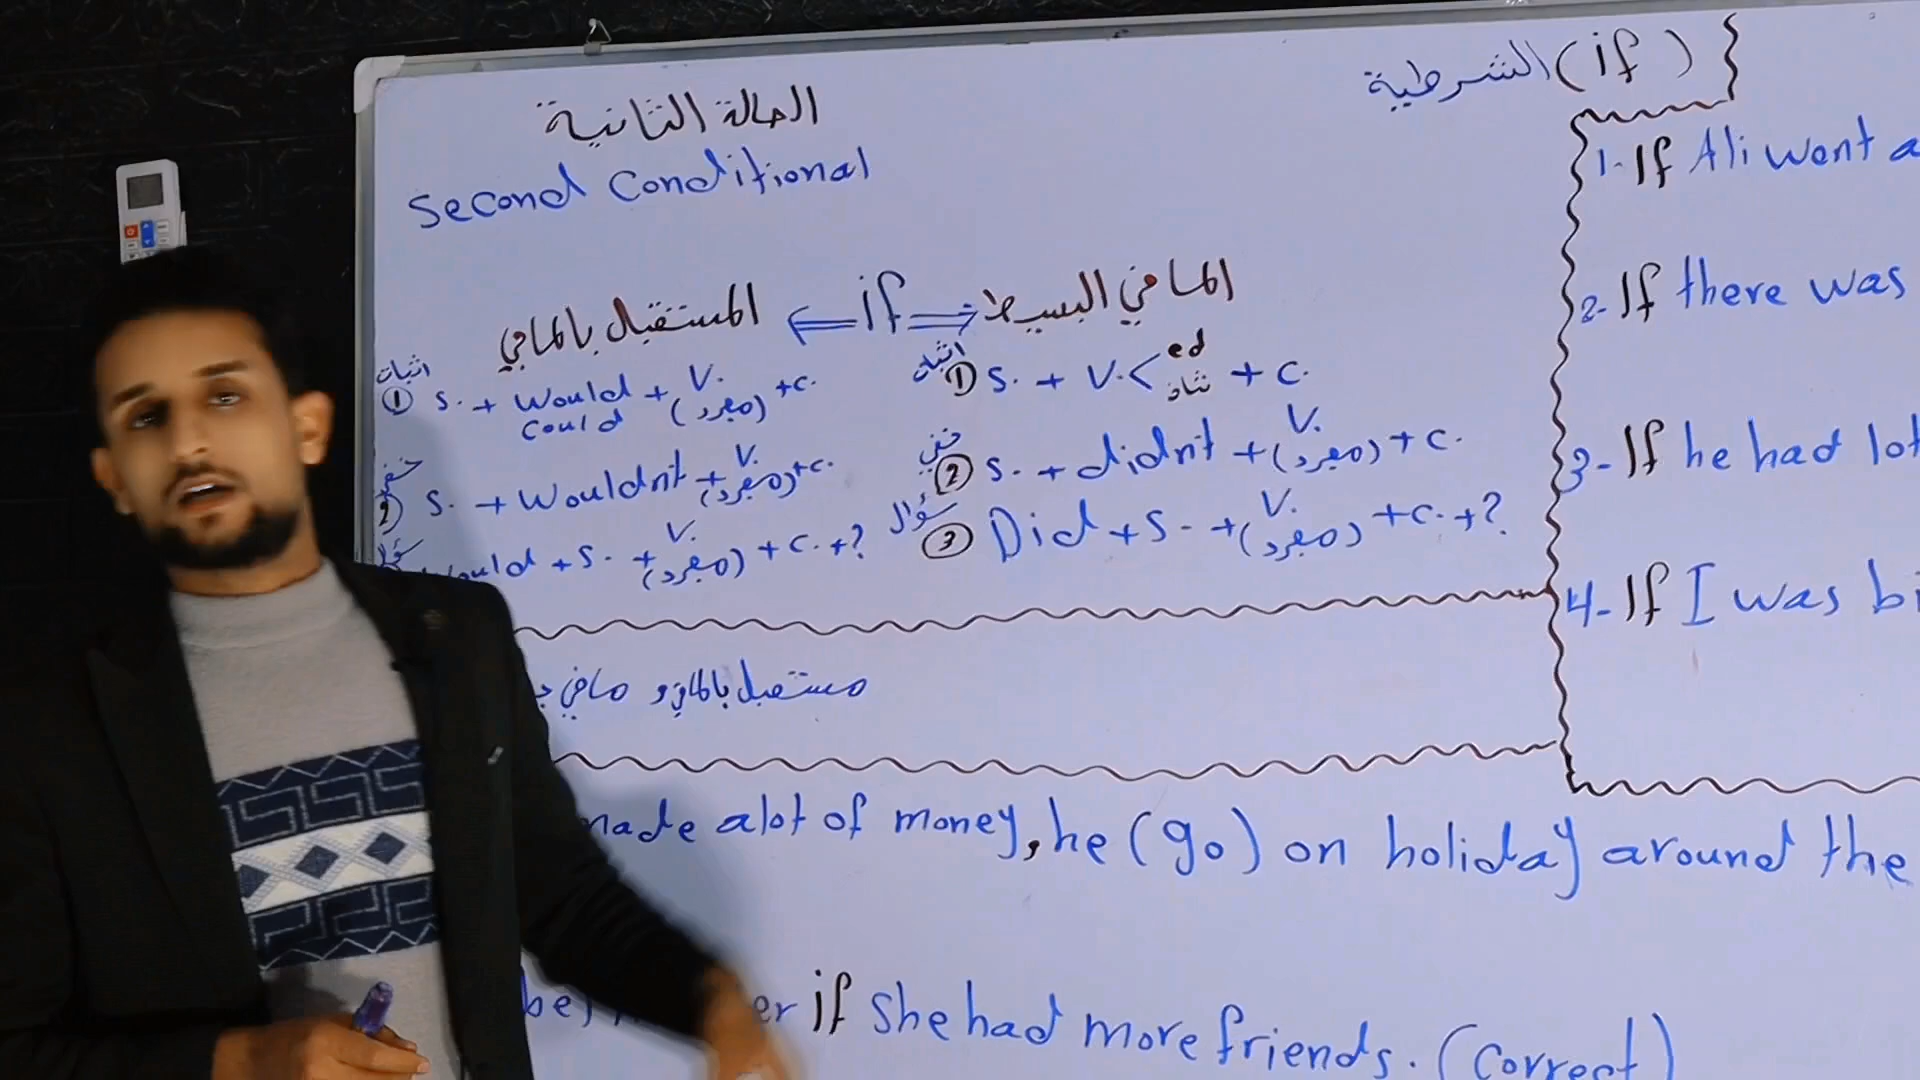 (if) الشرطية
الحالة الثانية
Second Conditional
الماضي البسيط ⇐ if ⇒ المستقبل بالماضي
اثبات
① S. + V. < ed شاذ + C.
نفي
② S. + didn't + V. (مجرد) + C.
سؤال
③ Did + S. + V. (مجرد) + C. + ?
اثبات
① S. + would could + V. (مجرد) + C.
② S. + wouldn't + V. (مجرد) + C.
+ S. + V. (مجرد) + C. + ?
1- If Ali went
2- If there was
3- If he had
4- If I was
مستقبل بالماضي و ماضي
a lot of money, he (go) on holiday around the
if she had more friends. (Correct)